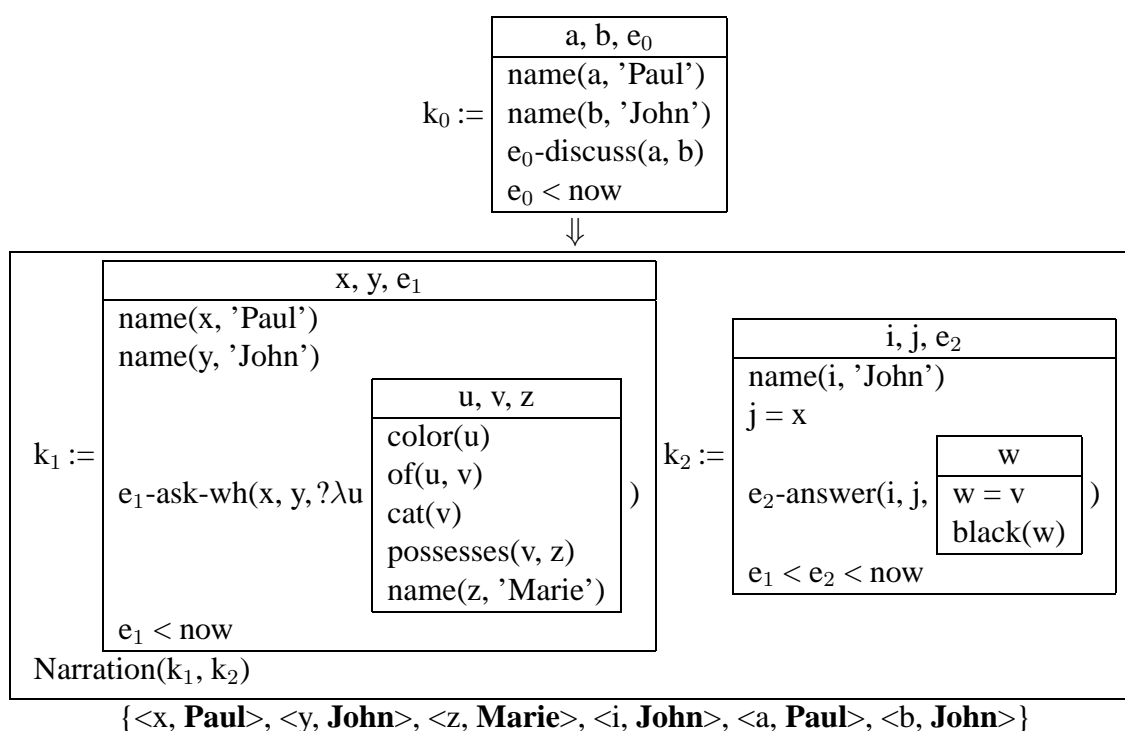 a, b, e₀
name(a, 'Paul')
k₀ := name(b, 'John')
e₀-discuss(a, b)
e₀ < now
⇓
x, y, e₁
name(x, 'Paul')
name(y, 'John')
k₁ := e₁-ask-wh(x, y, ?λu
u, v, z
color(u)
of(u, v)
cat(v)
possesses(v, z)
name(z, 'Marie')
)
e₁ < now
k₂ :=
i, j, e₂
name(i, 'John')
j = x
e₂-answer(i, j,
w
w = v
black(w)
)
e₁ < e₂ < now
Narration(k₁, k₂)
{<x, Paul>, <y, John>, <z, Marie>, <i, John>, <a, Paul>, <b, John>}